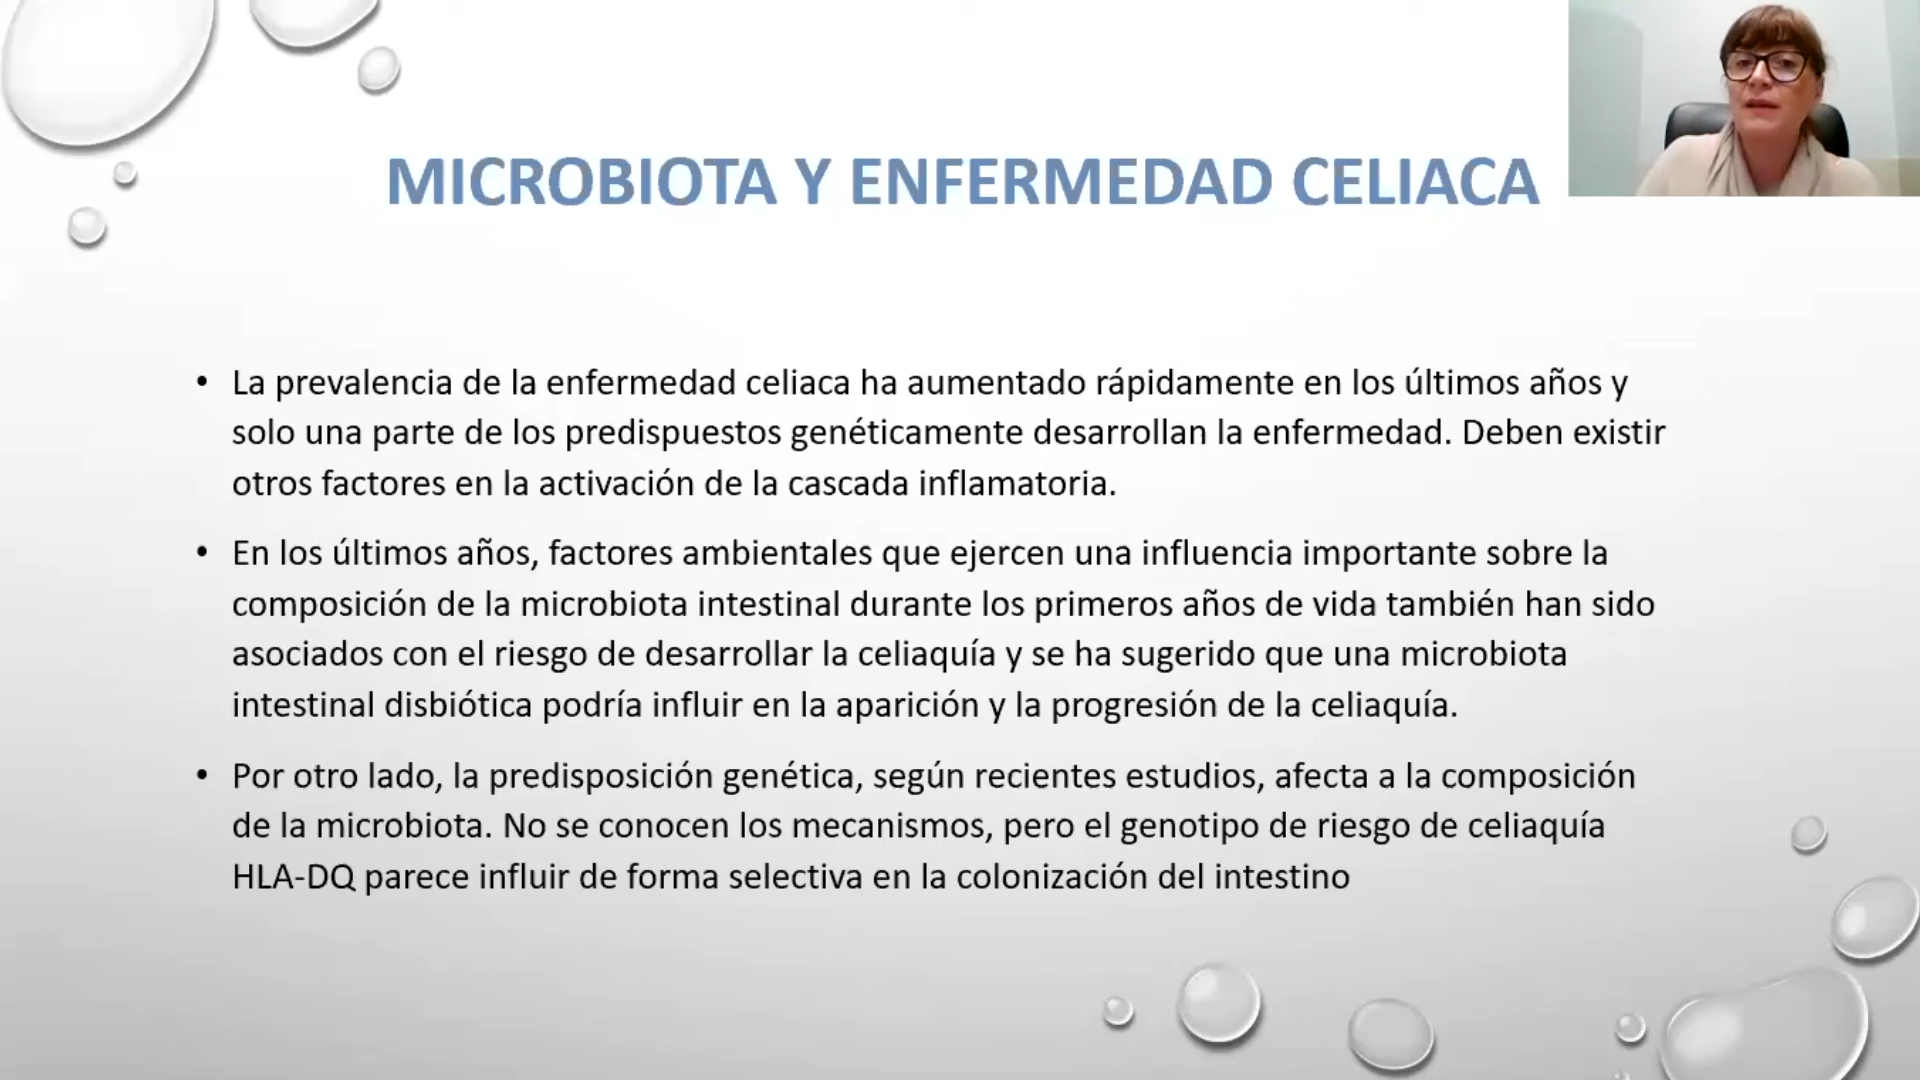 MICROBIOTA Y ENFERMEDAD CELIACA
• La prevalencia de la enfermedad celiaca ha aumentado rápidamente en los últimos años y
solo una parte de los predispuestos genéticamente desarrollan la enfermedad. Deben existir
otros factores en la activación de la cascada inflamatoria.
• En los últimos años, factores ambientales que ejercen una influencia importante sobre la
composición de la microbiota intestinal durante los primeros años de vida también han sido
asociados con el riesgo de desarrollar la celiaquía y se ha sugerido que una microbiota
intestinal disbiótica podría influir en la aparición y la progresión de la celiaquía.
• Por otro lado, la predisposición genética, según recientes estudios, afecta a la composición
de la microbiota. No se conocen los mecanismos, pero el genotipo de riesgo de celiaquía
HLA-DQ parece influir de forma selectiva en la colonización del intestino